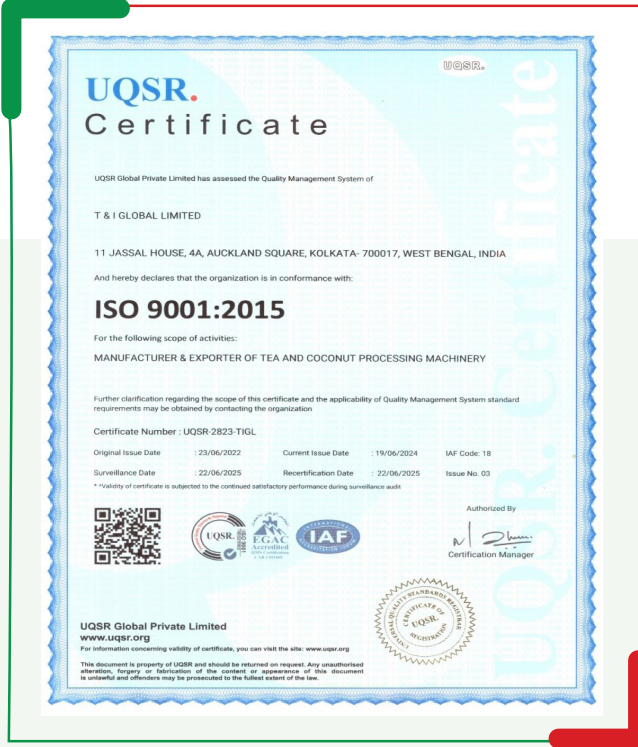 UQSR.
UQSR.
Certificate
UQSR Global Private Limited has assessed the Quality Management System of
T & I GLOBAL LIMITED
11 JASSAL HOUSE, 4A, AUCKLAND SQUARE, KOLKATA- 700017, WEST BENGAL, INDIA
And hereby declares that the organization is in conformance with:
ISO 9001:2015
For the following scope of activities:
MANUFACTURER & EXPORTER OF TEA AND COCONUT PROCESSING MACHINERY
Further clarification regarding the scope of this certificate and the applicability of Quality Management System standard
requirements may be obtained by contacting the organization
Certificate Number : UQSR-2823-TIGL
Original Issue Date : 23/06/2022 Current Issue Date : 19/06/2024 IAF Code: 18
Surveillance Date : 22/06/2025 Recertification Date : 22/06/2025 Issue No. 03
* *Validity of certificate is subjected to the continued satisfactory performance during surveillance audit
Authorized By
UQSR.
EGAC
Accredited
IAF
Certification Manager
UNIVERSAL QUALITY STANDARDS REGISTRAR
CERTIFICATE OF
UQSR.
REGISTRATION
UQSR Global Private Limited
www.uqsr.org
For information concerning validity of certificate, you can visit the site: www.uqsr.org
This document is property of UQSR and should be returned on request. Any unauthorised
alteration, forgery or fabrication of the content or appearance of this document
is unlawful and offenders may be prosecuted to the fullest extent of the law.
UQSR. Certificate